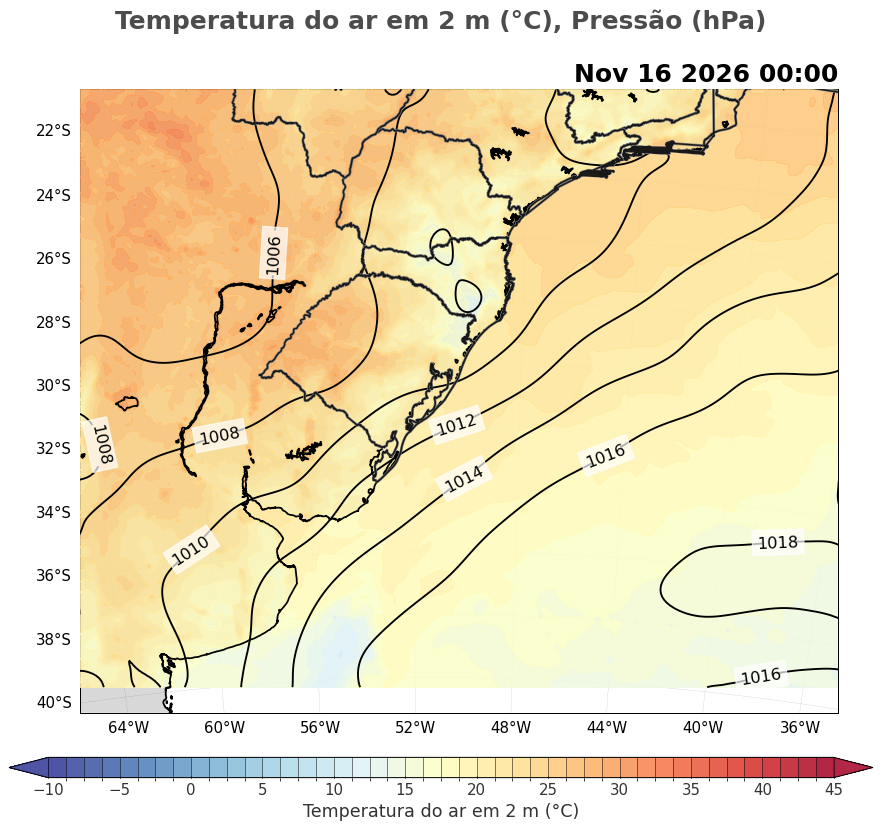 Temperatura do ar em 2 m (°C), Pressão (hPa)
Nov 16 2026 00:00
22°S
24°S
26°S
28°S
30°S
32°S
34°S
36°S
38°S
40°S
1006
1008
1008
1012
1014
1016
1010
1018
1016
64°W 60°W 56°W 52°W 48°W 44°W 40°W 36°W
−10 −5 0 5 10 15 20 25 30 35 40 45
Temperatura do ar em 2 m (°C)